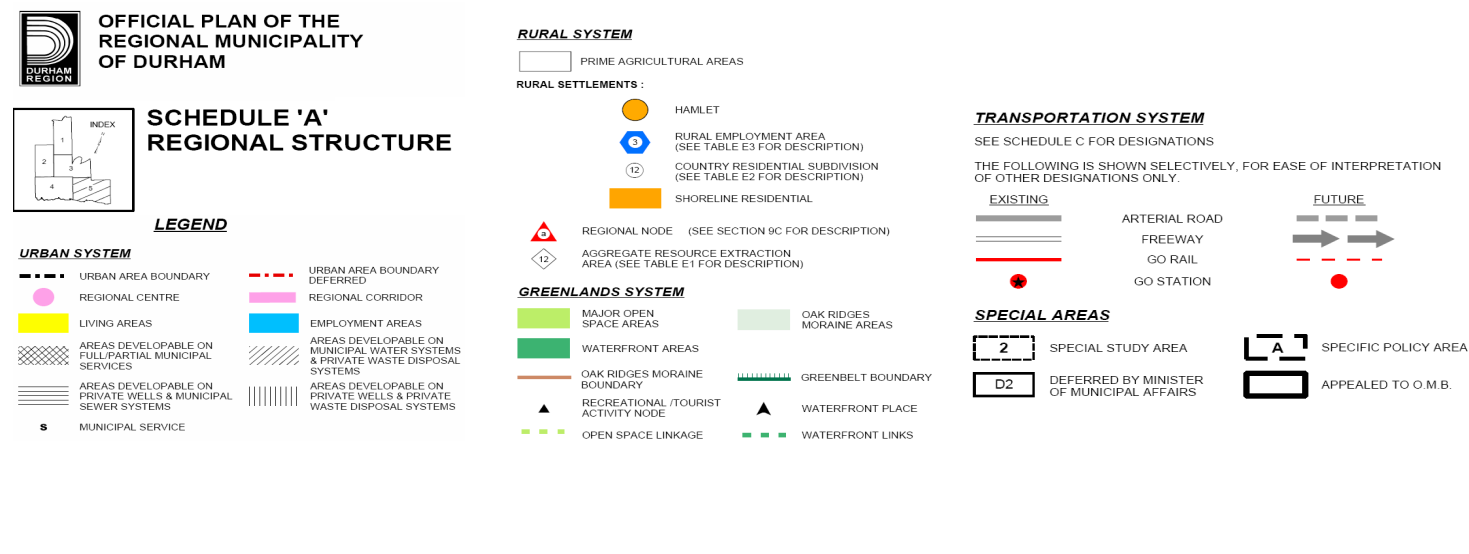 DURHAM
REGION
OFFICIAL PLAN OF THE
REGIONAL MUNICIPALITY
OF DURHAM
INDEX
1
2
3
4
5
SCHEDULE 'A'
REGIONAL STRUCTURE
LEGEND
URBAN SYSTEM
URBAN AREA BOUNDARY
URBAN AREA BOUNDARY
DEFERRED
REGIONAL CENTRE
REGIONAL CORRIDOR
LIVING AREAS
EMPLOYMENT AREAS
AREAS DEVELOPABLE ON
FULL/PARTIAL MUNICIPAL
SERVICES
AREAS DEVELOPABLE ON
MUNICIPAL WATER SYSTEMS
& PRIVATE WASTE DISPOSAL
SYSTEMS
AREAS DEVELOPABLE ON
PRIVATE WELLS & MUNICIPAL
SEWER SYSTEMS
AREAS DEVELOPABLE ON
PRIVATE WELLS & PRIVATE
WASTE DISPOSAL SYSTEMS
S MUNICIPAL SERVICE
RURAL SYSTEM
PRIME AGRICULTURAL AREAS
RURAL SETTLEMENTS :
HAMLET
3 RURAL EMPLOYMENT AREA
(SEE TABLE E3 FOR DESCRIPTION)
12 COUNTRY RESIDENTIAL SUBDIVISION
(SEE TABLE E2 FOR DESCRIPTION)
SHORELINE RESIDENTIAL
a REGIONAL NODE (SEE SECTION 9C FOR DESCRIPTION)
12 AGGREGATE RESOURCE EXTRACTION
AREA (SEE TABLE E1 FOR DESCRIPTION)
GREENLANDS SYSTEM
MAJOR OPEN
SPACE AREAS
OAK RIDGES
MORAINE AREAS
WATERFRONT AREAS
OAK RIDGES MORAINE
BOUNDARY
GREENBELT BOUNDARY
RECREATIONAL /TOURIST
ACTIVITY NODE
WATERFRONT PLACE
OPEN SPACE LINKAGE
WATERFRONT LINKS
TRANSPORTATION SYSTEM
SEE SCHEDULE C FOR DESIGNATIONS
THE FOLLOWING IS SHOWN SELECTIVELY, FOR EASE OF INTERPRETATION
OF OTHER DESIGNATIONS ONLY.
EXISTING
FUTURE
ARTERIAL ROAD
FREEWAY
GO RAIL
GO STATION
SPECIAL AREAS
2 SPECIAL STUDY AREA
A SPECIFIC POLICY AREA
D2 DEFERRED BY MINISTER
OF MUNICIPAL AFFAIRS
APPEALED TO O.M.B.